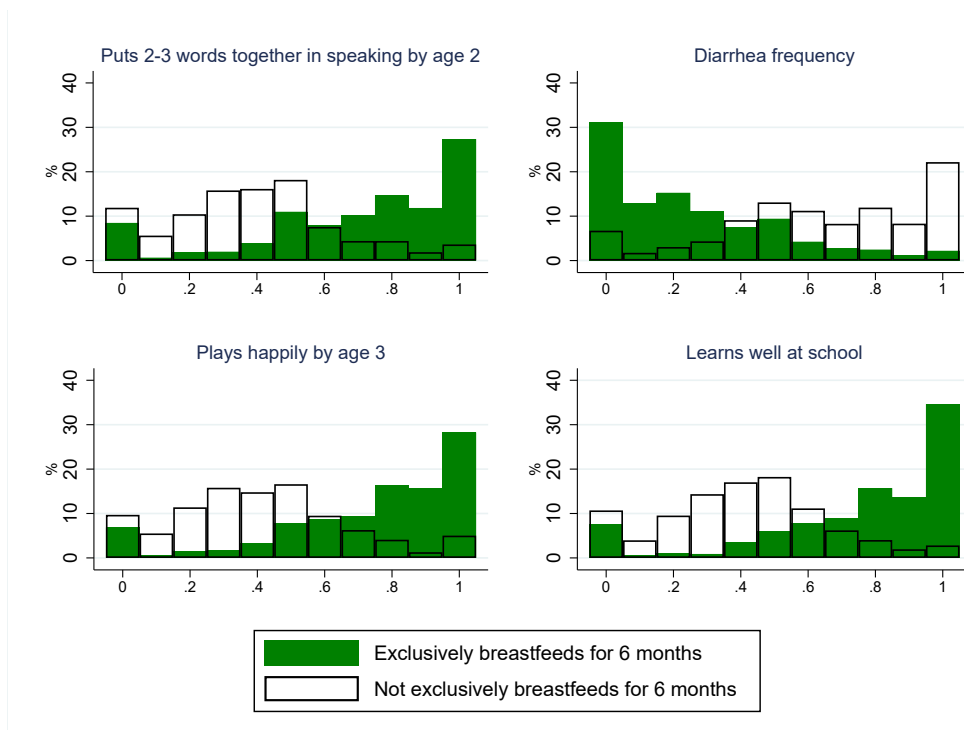 Puts 2-3 words together in speaking by age 2
40
30
20
10
0
%
0 .2 .4 .6 .8 1
Diarrhea frequency
40
30
20
10
0
%
0 .2 .4 .6 .8 1
Plays happily by age 3
40
30
20
10
0
%
0 .2 .4 .6 .8 1
Learns well at school
40
30
20
10
0
%
0 .2 .4 .6 .8 1
Exclusively breastfeeds for 6 months
Not exclusively breastfeeds for 6 months